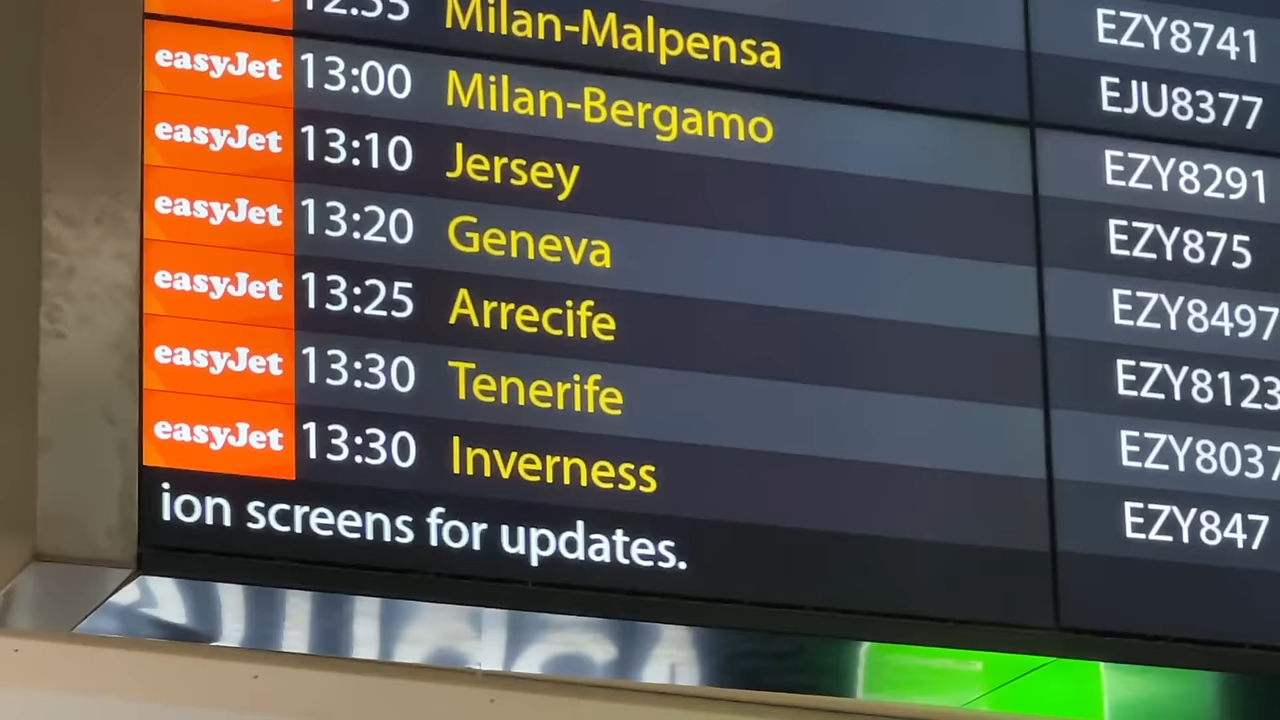 EZY8741
12:55 Milan-Malpensa EJU8377
easyJet 13:00 Milan-Bergamo EZY8291
easyJet 13:10 Jersey EZY875
easyJet 13:20 Geneva EZY8497
easyJet 13:25 Arrecife EZY8123
easyJet 13:30 Tenerife EZY8037
easyJet 13:30 Inverness EZY847
ion screens for updates.